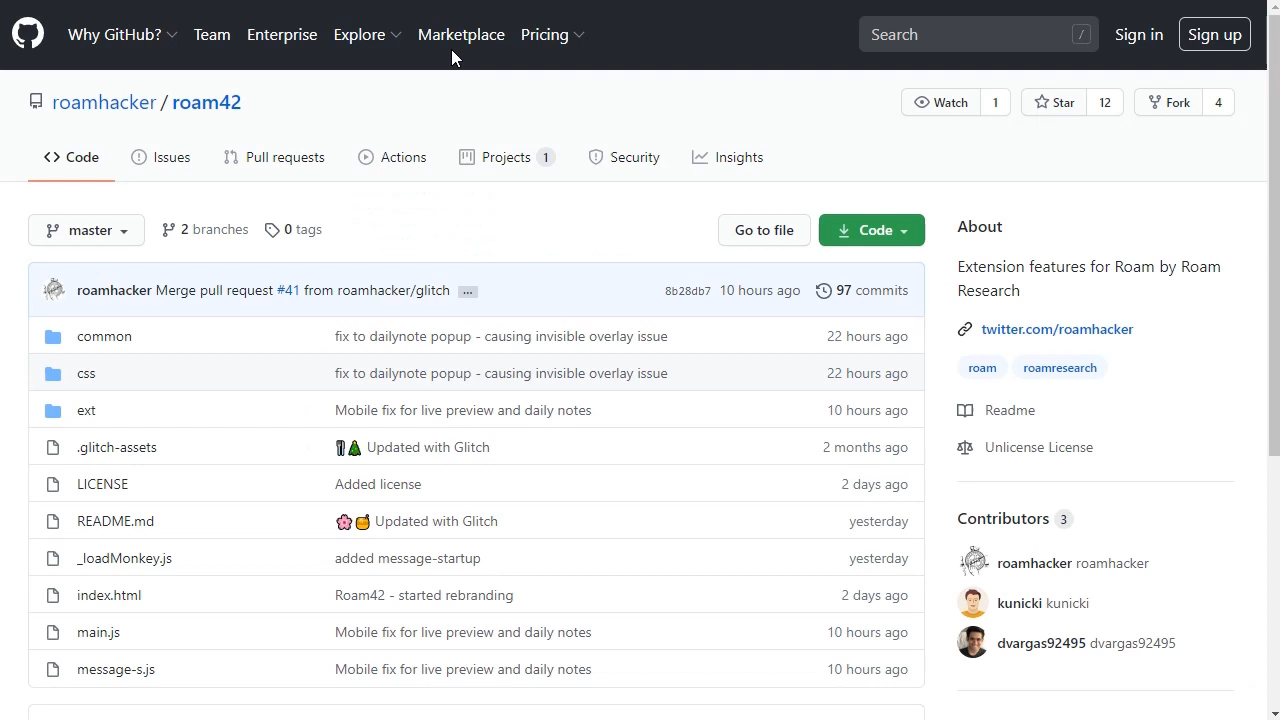 Why GitHub? Team Enterprise Explore Marketplace Pricing Search / Sign in Sign up
roamhacker / roam42 Watch 1 Star 12 Fork 4
Code Issues Pull requests Actions Projects 1 Security Insights
master 2 branches 0 tags Go to file Code
roamhacker Merge pull request #41 from roamhacker/glitch ... 8b28db7 10 hours ago 97 commits
common fix to dailynote popup - causing invisible overlay issue 22 hours ago
css fix to dailynote popup - causing invisible overlay issue 22 hours ago
ext Mobile fix for live preview and daily notes 10 hours ago
.glitch-assets Updated with Glitch 2 months ago
LICENSE Added license 2 days ago
README.md Updated with Glitch yesterday
_loadMonkey.js added message-startup yesterday
index.html Roam42 - started rebranding 2 days ago
main.js Mobile fix for live preview and daily notes 10 hours ago
message-s.js Mobile fix for live preview and daily notes 10 hours ago
About
Extension features for Roam by Roam
Research
twitter.com/roamhacker
roam roamresearch
Readme
Unlicense License
Contributors 3
roamhacker roamhacker
kunicki kunicki
dvargas92495 dvargas92495